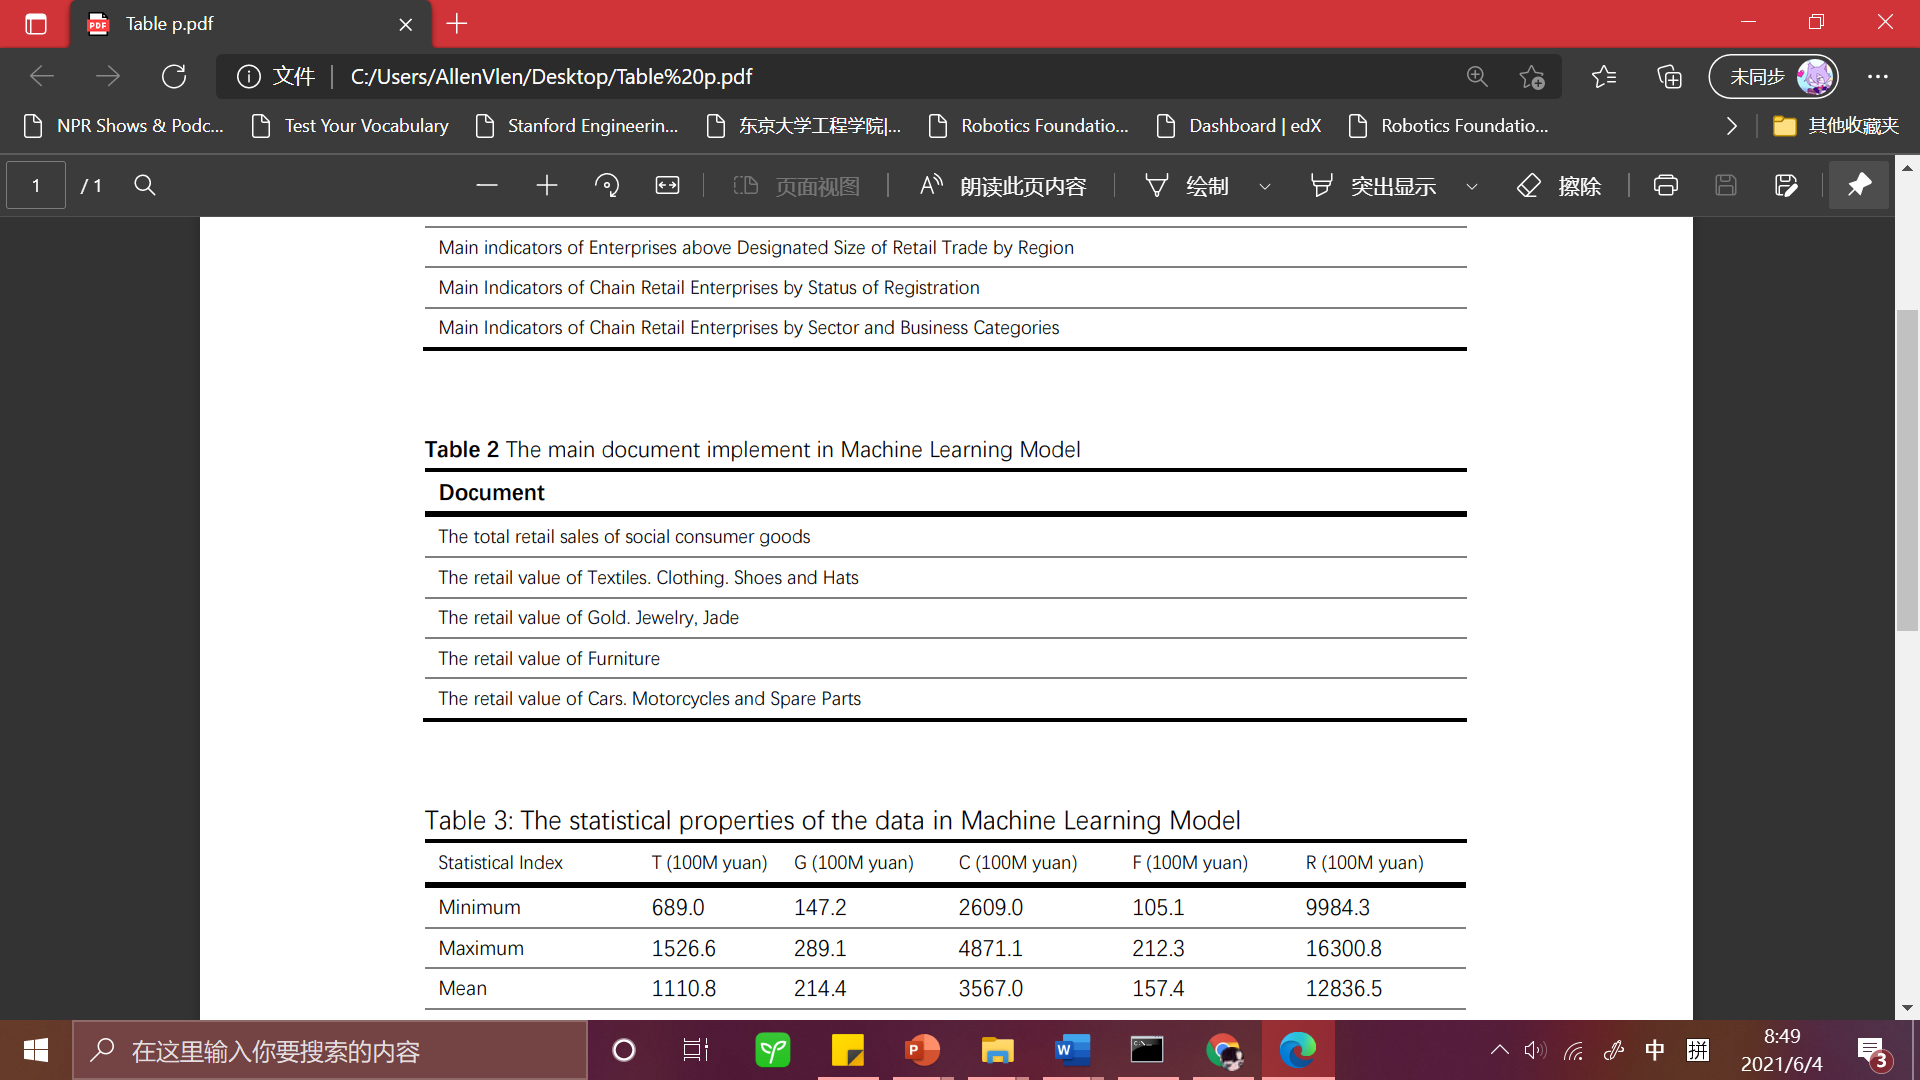 Table p.pdf
文件
C:/Users/AllenVlen/Desktop/Table%20p.pdf
未同步
NPR Shows & Podc...
Test Your Vocabulary
Stanford Engineerin...
东京大学工程学院|...
Robotics Foundatio...
Dashboard | edX
Robotics Foundatio...
其他收藏夹
1
/ 1
页面视图
朗读此页内容
绘制
突出显示
擦除
Main indicators of Enterprises above Designated Size of Retail Trade by Region
Main Indicators of Chain Retail Enterprises by Status of Registration
Main Indicators of Chain Retail Enterprises by Sector and Business Categories
Table 2 The main document implement in Machine Learning Model
Document
The total retail sales of social consumer goods
The retail value of Textiles. Clothing. Shoes and Hats
The retail value of Gold. Jewelry, Jade
The retail value of Furniture
The retail value of Cars. Motorcycles and Spare Parts
Table 3: The statistical properties of the data in Machine Learning Model
Statistical Index T (100M yuan) G (100M yuan) C (100M yuan) F (100M yuan) R (100M yuan)
Minimum 689.0 147.2 2609.0 105.1 9984.3
Maximum 1526.6 289.1 4871.1 212.3 16300.8
Mean 1110.8 214.4 3567.0 157.4 12836.5
在这里输入你要搜索的内容
中
拼
8:49
2021/6/4
3